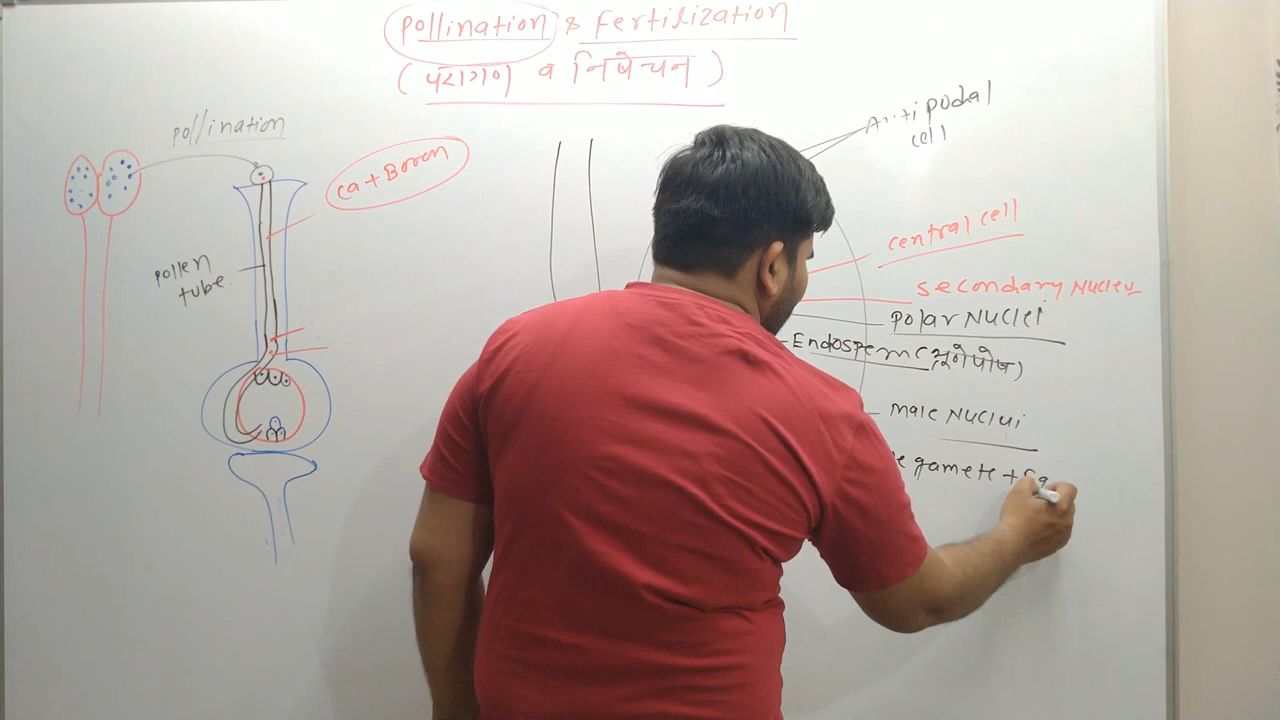 Pollination & Fertilization
(परागण व निषेचन)
Pollination
Ca + Boron
Pollen
tube
Antipodal
cell
central cell
Secondary Nucleu
Polar Nuclei
Endosperm (भ्रूणपोष)
Male Nuclui
gamete +